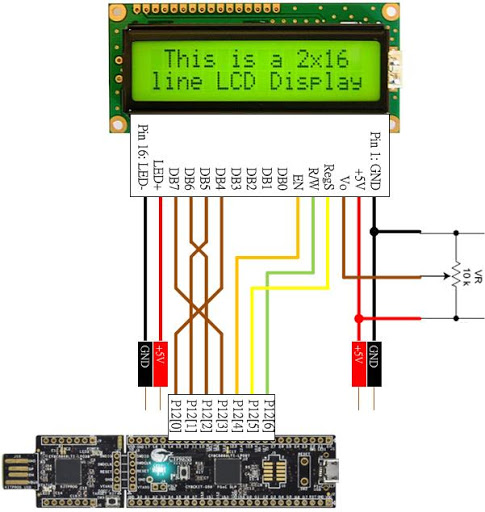 This is a 2x16
line LCD Display
Pin 16: LED-
LED+
DB7
DB6
DB5
DB4
DB3
DB2
DB1
DB0
EN
R/W
RegS
Vo
+5V
Pin 1: GND
VR
10 k
GND
+5V
+5V
GND
P12[0]
P12[1]
P12[2]
P12[3]
P12[4]
P12[5]
P12[6]